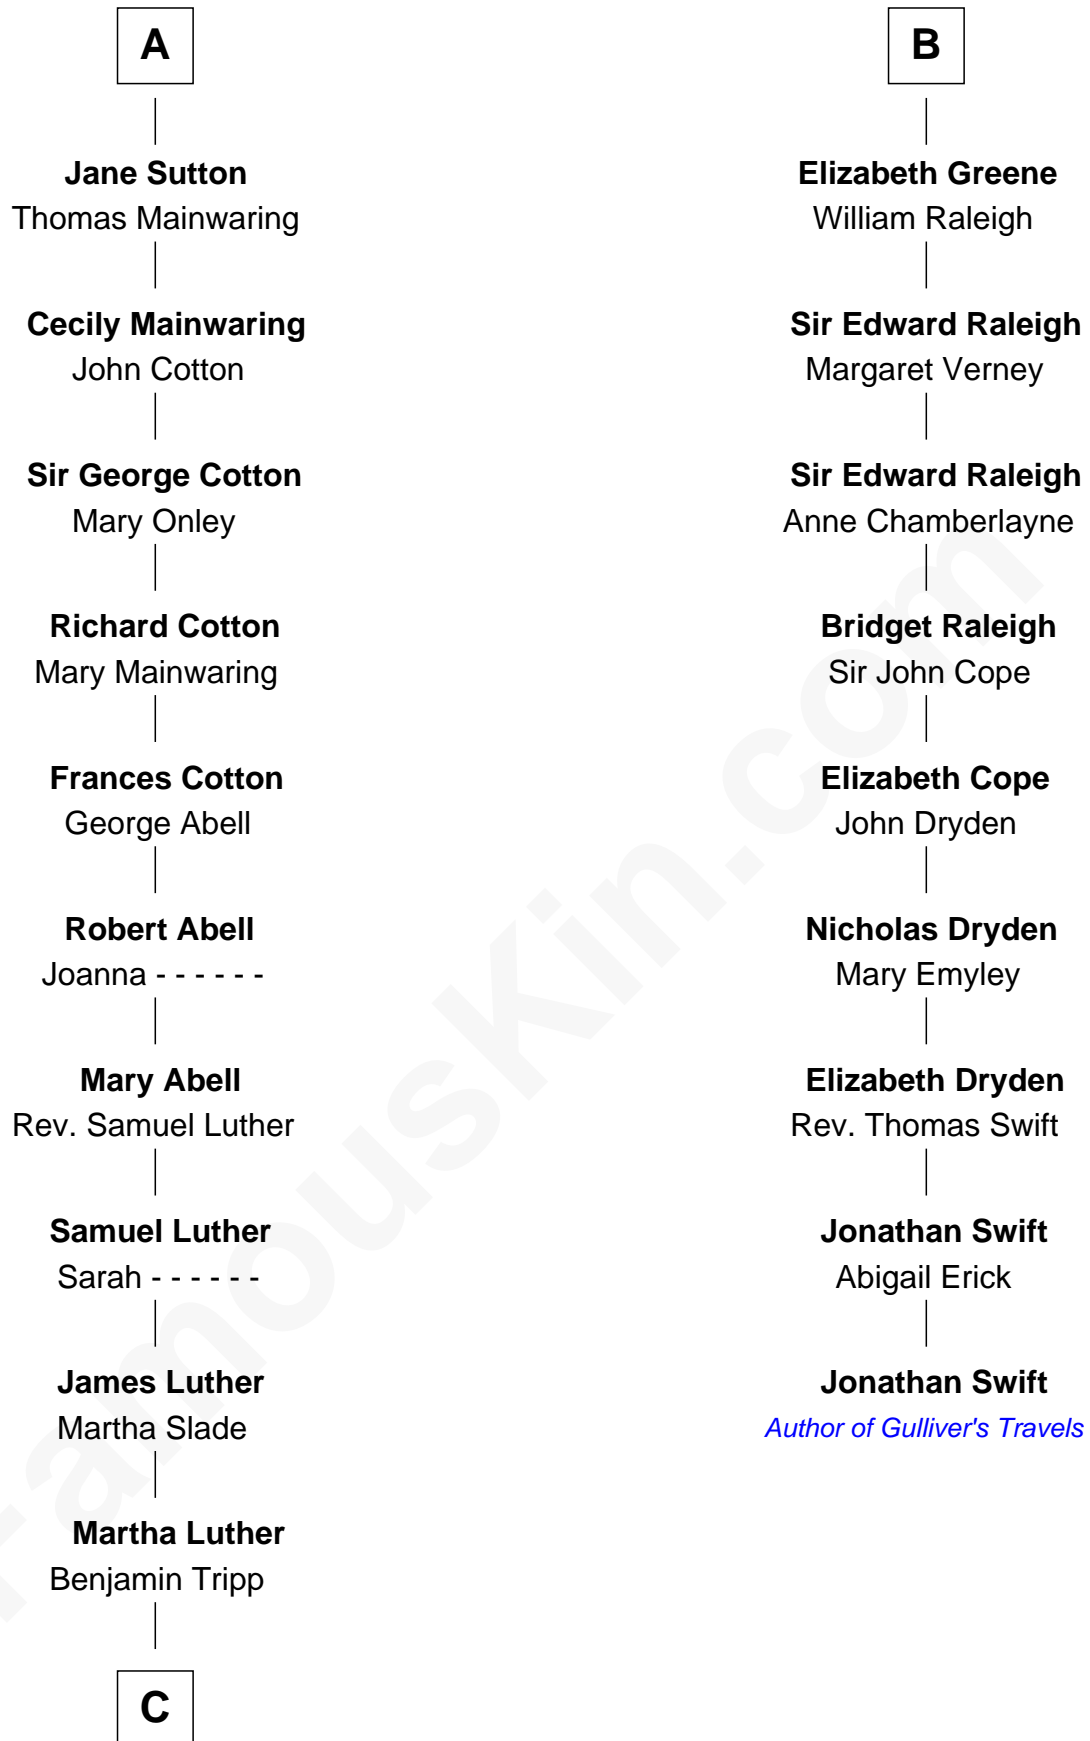 A
Jane Sutton
Thomas Mainwaring
Cecily Mainwaring
John Cotton
Sir George Cotton
Mary Onley
Richard Cotton
Mary Mainwaring
Frances Cotton
George Abell
Robert Abell
Joanna - - - - - -
Mary Abell
Rev. Samuel Luther
Samuel Luther
Sarah - - - - - -
James Luther
Martha Slade
Martha Luther
Benjamin Tripp
C
B
Elizabeth Greene
William Raleigh
Sir Edward Raleigh
Margaret Verney
Sir Edward Raleigh
Anne Chamberlayne
Bridget Raleigh
Sir John Cope
Elizabeth Cope
John Dryden
Nicholas Dryden
Mary Emyley
Elizabeth Dryden
Rev. Thomas Swift
Jonathan Swift
Abigail Erick
Jonathan Swift
Author of Gulliver's Travels
FamousKin.com